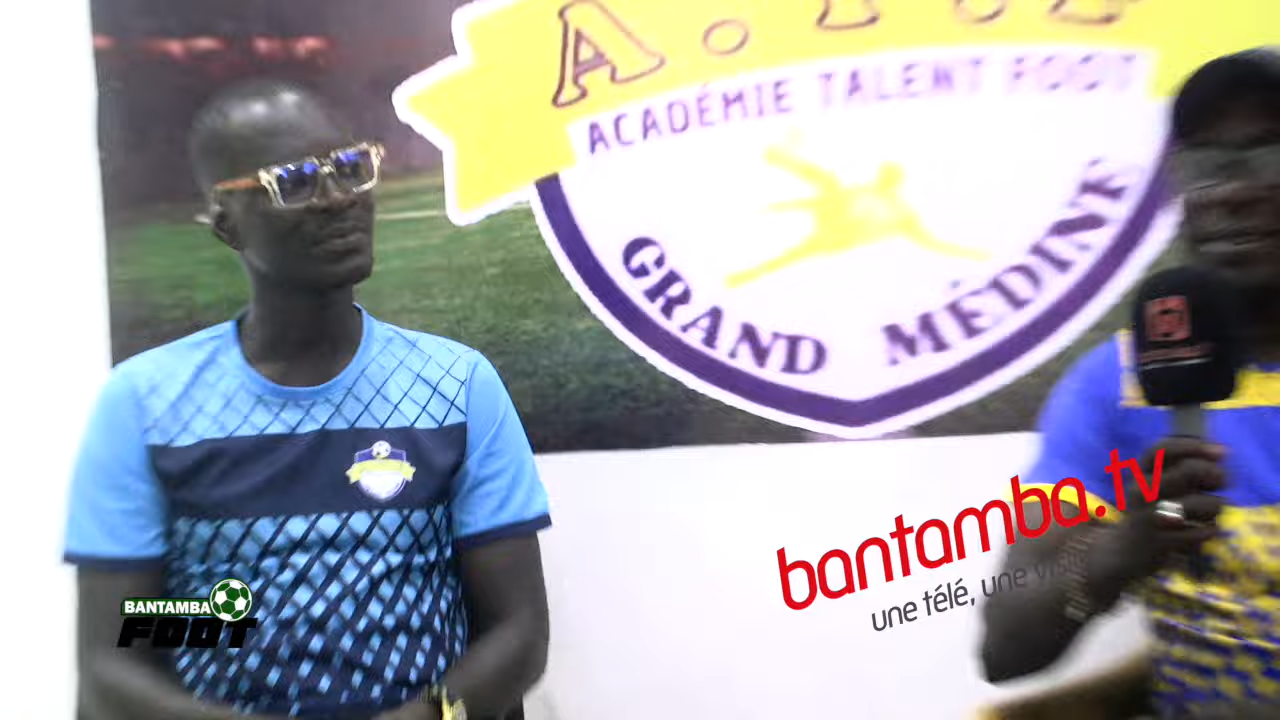 ACADÉMIE TALENT FOOT
GRAND MÉDINE
bantamba.tv
une télé, une
BANTAMBA
FOOT